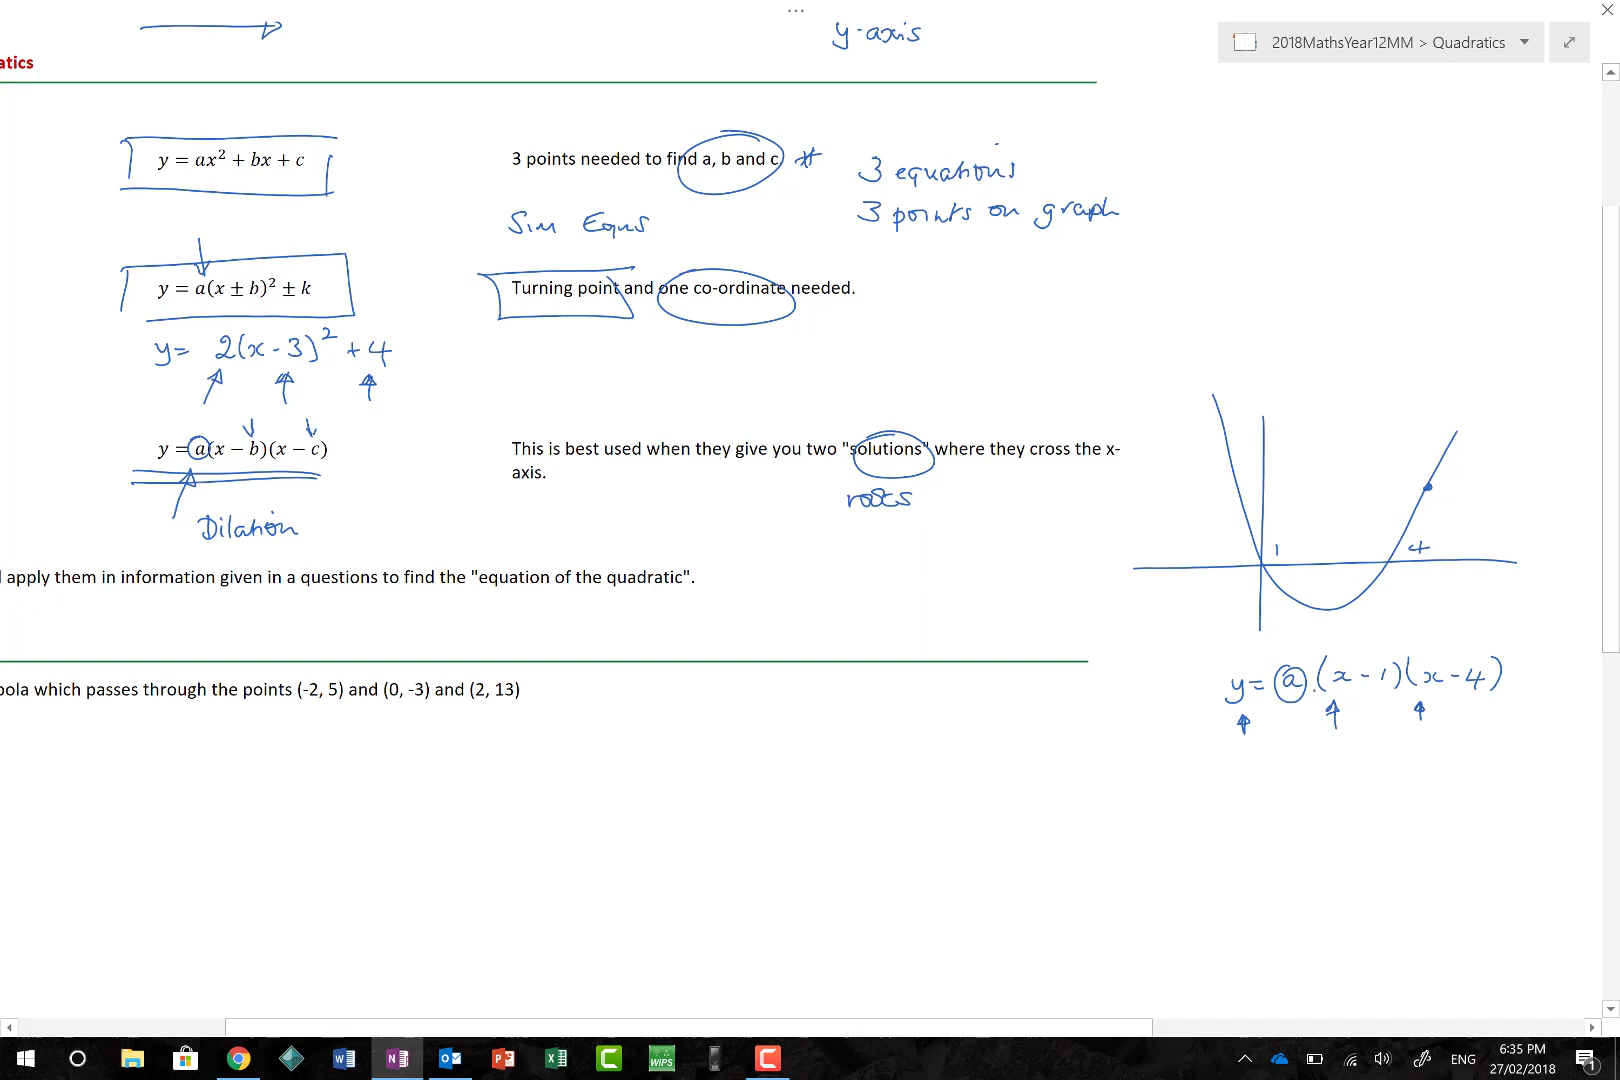 y-axis
2018MathsYear12MM > Quadratics
atics
y = ax² + bx + c
3 points needed to find a, b and c
3 equations
3 points on graph
Sim Equs
y = a(x ± b)² ± k
Turning point and one co-ordinate needed.
y = 2(x - 3)² + 4
y = a(x − b)(x − c)
This is best used when they give you two "solutions" where they cross the x-
axis.
roots
Dilation
1 4
apply them in information given in a questions to find the "equation of the quadratic".
y = a.(x - 1)(x - 4)
bola which passes through the points (-2, 5) and (0, -3) and (2, 13)
WiPS
ENG
6:35 PM
27/02/2018
1